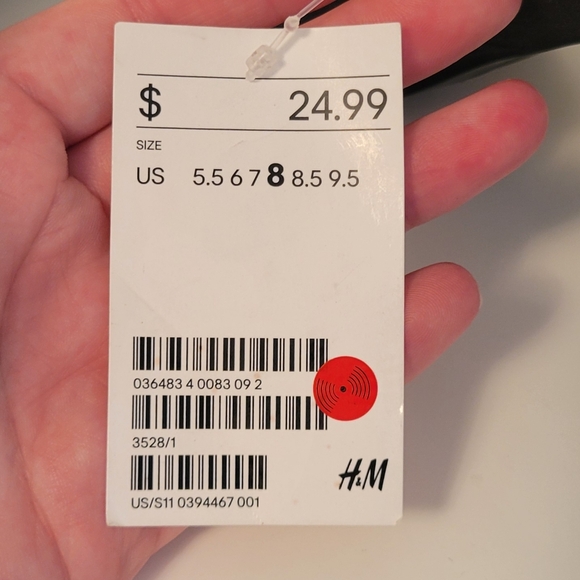 $ 24.99
SIZE
US 5.5 6 7 8 8.5 9.5
036483 4 0083 09 2
3528/1
US/S11 0394467 001
H&M